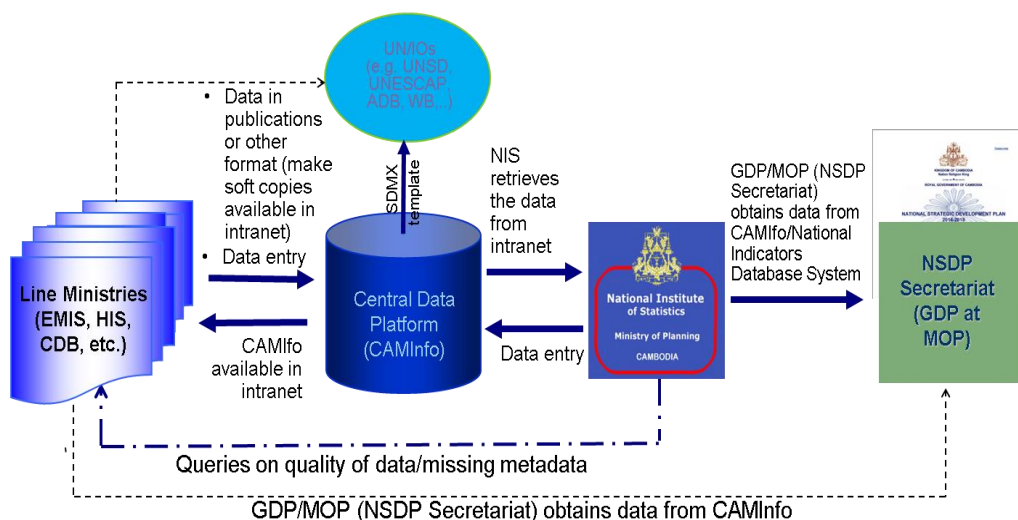 UN/IOs
(e.g. UNSD,
UNESCAP,
ADB, WB,..)
• Data in
publications
or other
format (make
soft copies
available in
intranet)
• Data entry
SDMX
template
NIS
retrieves
the data
from
intranet
GDP/MOP (NSDP
Secretariat)
obtains data from
CAMIfo/National
Indicators
Database System
KINGDOM OF CAMBODIA
Nation Religion King
ROYAL GOVERNMENT OF CAMBODIA
NATIONAL STRATEGIC DEVELOPMENT PLAN
Line Ministries
(EMIS, HIS,
CDB, etc.)
Central Data
Platform
(CAMInfo)
National Institute
of Statistics
Ministry of Planning
CAMBODIA
NSDP
Secretariat
(GDP at
MOP)
CAMIfo
available in
intranet
Data entry
Queries on quality of data/missing metadata
GDP/MOP (NSDP Secretariat) obtains data from CAMInfo